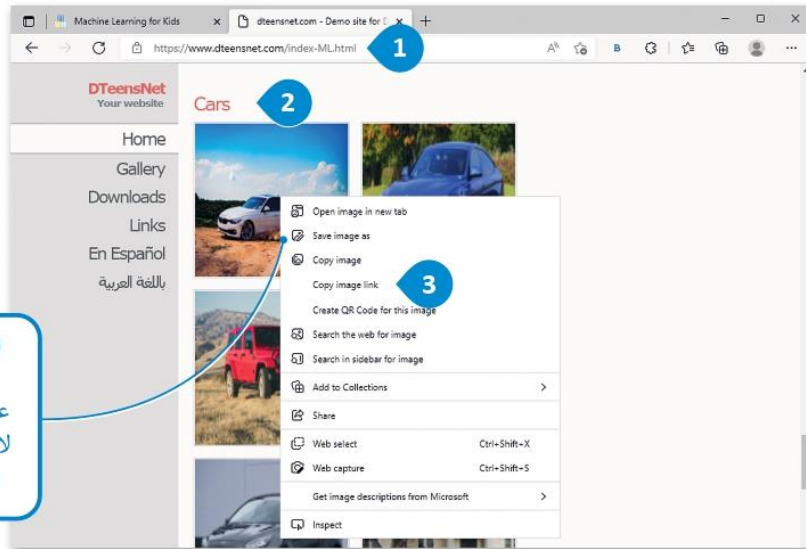 Machine Learning for Kids
dteensnet.com - Demo site for
https://www.dteensnet.com/index-ML.html
1
B
DTeensNet
Your website
Home
Gallery
Downloads
Links
En Español
باللغة العربية
Cars
2
Open image in new tab
Save image as
Copy image
Copy image link
3
Create QR Code for this image
Search the web for image
Search in sidebar for image
Add to Collections
Share
Web select Ctrl+Shift+X
Web capture Ctrl+Shift+S
Get image descriptions from Microsoft
Inspect